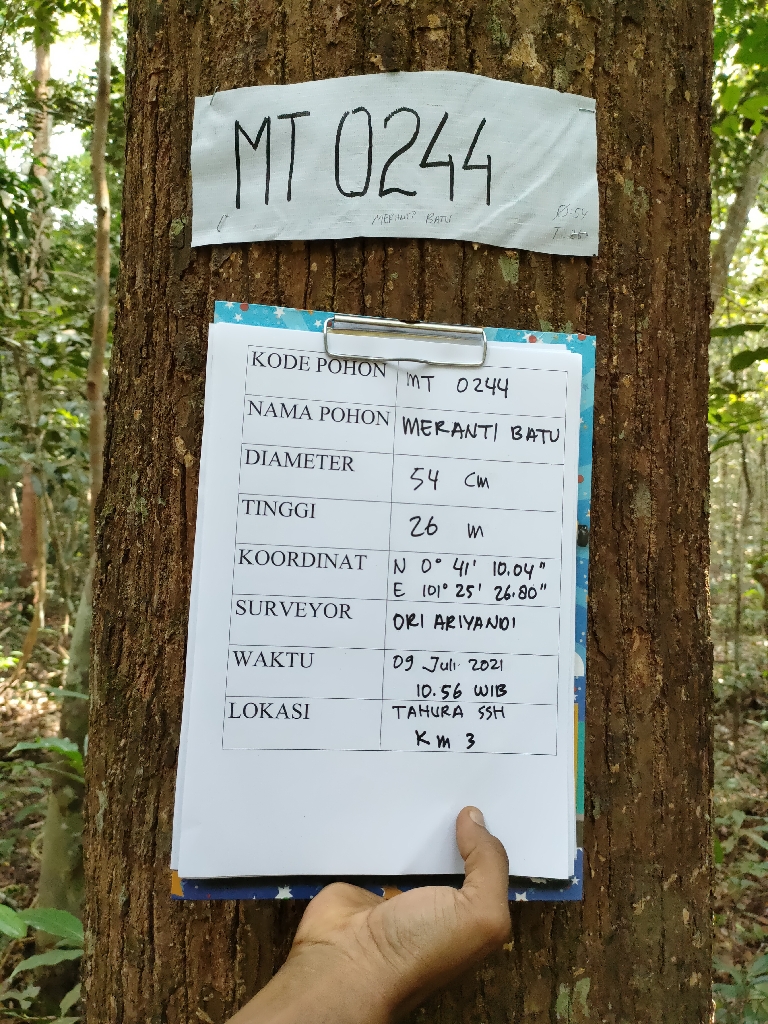 MT 0244
MERANTI BATU
KODE POHON MT 0244
NAMA POHON MERANTI BATU
DIAMETER 54 Cm
TINGGI 26 m
KOORDINAT N 0° 41' 10.04"
E 101° 25' 26.80"
SURVEYOR ORI ARIYANDI
WAKTU 09 Juli 2021
10.56 WIB
LOKASI TAHURA SSH
Km 3